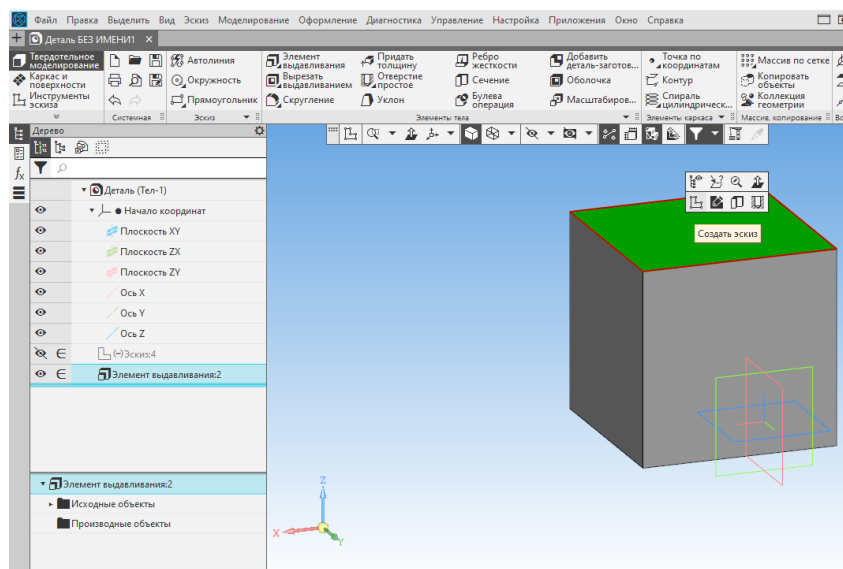 Файл Правка Выделить Вид Эскиз Моделирование Оформление Диагностика Управление Настройка Приложения Окно Справка
Деталь БЕЗ ИМЕНИ1
Твердотельное моделирование
Каркас и поверхности
Инструменты эскиза
Системная
Автолиния
Окружность
Прямоугольник
Эскиз
Элемент выдавливания
Вырезать выдавливанием
Скругление
Придать толщину
Отверстие простое
Уклон
Ребро жесткости
Сечение
Булева операция
Добавить деталь-заготов...
Оболочка
Масштабиров...
Элементы тела
Точка по координатам
Контур
Спираль цилиндрическ...
Элементы каркаса
Массив по сетке
Копировать объекты
Коллекция геометрии
Массив, копирование
Дерево
Деталь (Тел-1)
Начало координат
Плоскость XY
Плоскость ZX
Плоскость ZY
Ось X
Ось Y
Ось Z
(-)Эскиз:4
Элемент выдавливания:2
Элемент выдавливания:2
Исходные объекты
Производные объекты
Создать эскиз
Z
X
Y